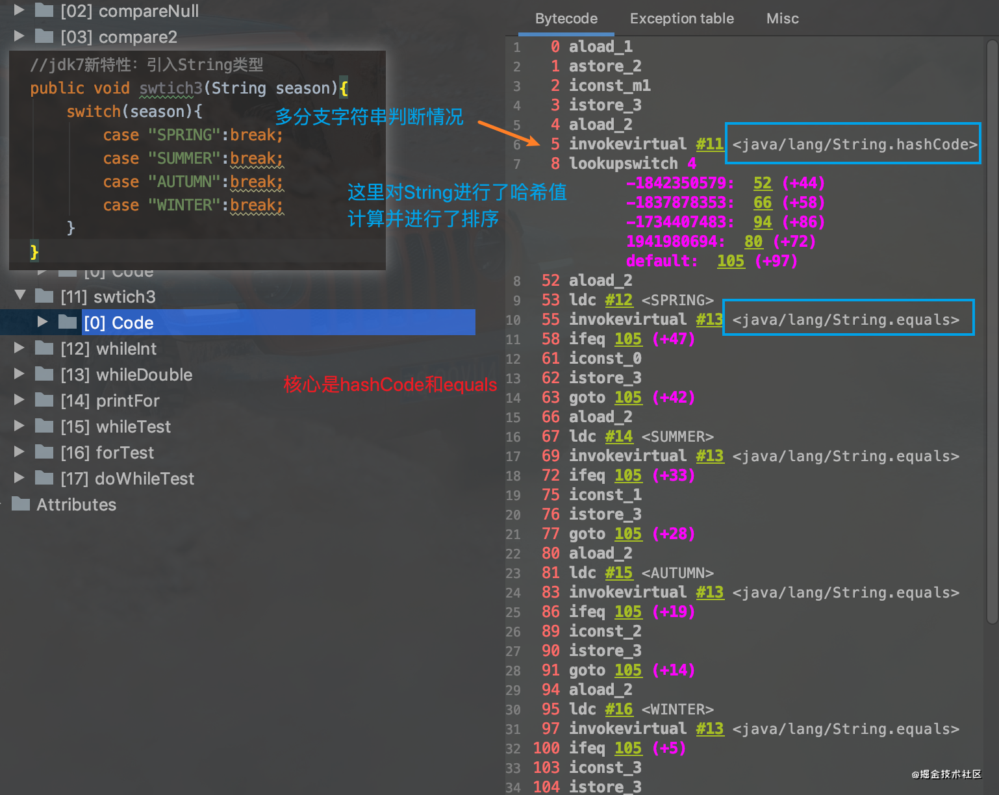 [02] compareNull
[03] compare2
//jdk7新特性：引入String类型
public void swtich3(String season){
switch(season){
case "SPRING":break;
case "SUMMER":break;
case "AUTUMN":break;
case "WINTER":break;
}
}
多分支字符串判断情况
这里对String进行了哈希值
计算并进行了排序
[0] Code
[11] swtich3
[0] Code
[12] whileInt
[13] whileDouble
[14] printFor
[15] whileTest
[16] forTest
[17] doWhileTest
Attributes
核心是hashCode和equals
Bytecode Exception table Misc
1 0 aload_1
2 1 astore_2
3 2 iconst_m1
4 3 istore_3
5 4 aload_2
6 5 invokevirtual #11 <java/lang/String.hashCode>
7 8 lookupswitch 4
-1842350579: 52 (+44)
-1837878353: 66 (+58)
-1734407483: 94 (+86)
1941980694: 80 (+72)
default: 105 (+97)
8 52 aload_2
9 53 ldc #12 <SPRING>
10 55 invokevirtual #13 <java/lang/String.equals>
11 58 ifeq 105 (+47)
12 61 iconst_0
13 62 istore_3
14 63 goto 105 (+42)
15 66 aload_2
16 67 ldc #14 <SUMMER>
17 69 invokevirtual #13 <java/lang/String.equals>
18 72 ifeq 105 (+33)
19 75 iconst_1
20 76 istore_3
21 77 goto 105 (+28)
22 80 aload_2
23 81 ldc #15 <AUTUMN>
24 83 invokevirtual #13 <java/lang/String.equals>
25 86 ifeq 105 (+19)
26 89 iconst_2
27 90 istore_3
28 91 goto 105 (+14)
29 94 aload_2
30 95 ldc #16 <WINTER>
31 97 invokevirtual #13 <java/lang/String.equals>
32 100 ifeq 105 (+5)
33 103 iconst_3
34 104 istore_3
@掘金技术社区